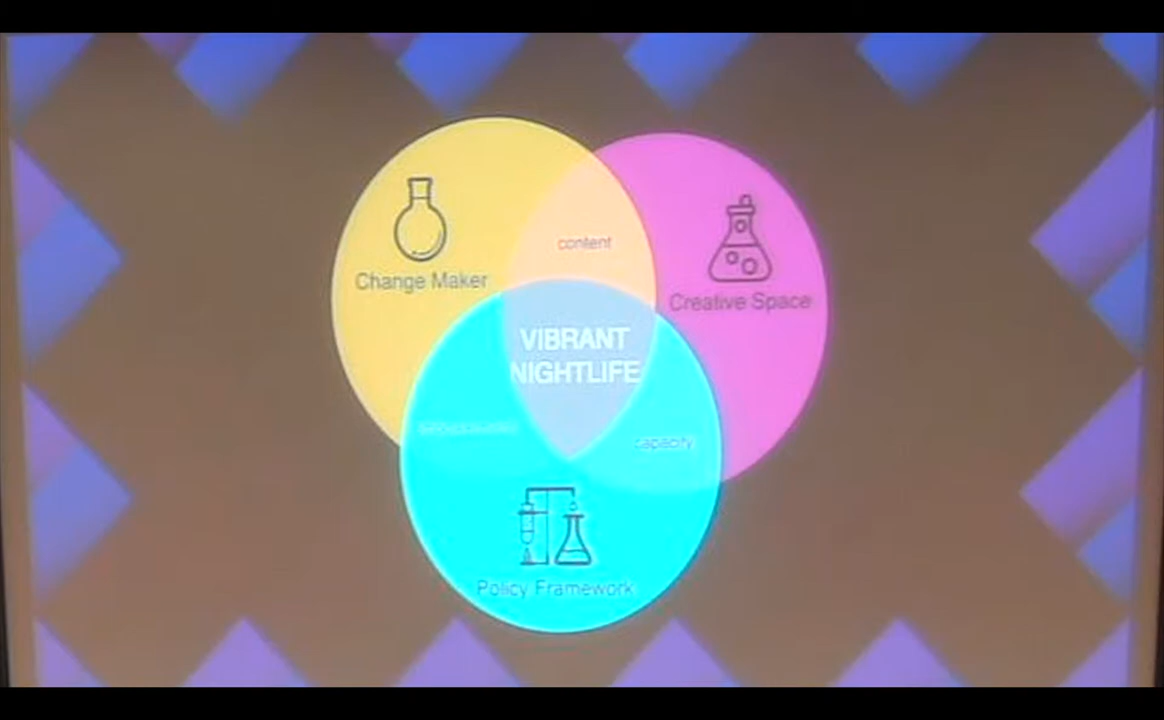 content
Change Maker
Creative Space
VIBRANT
NIGHTLIFE
capacity
Policy Framework